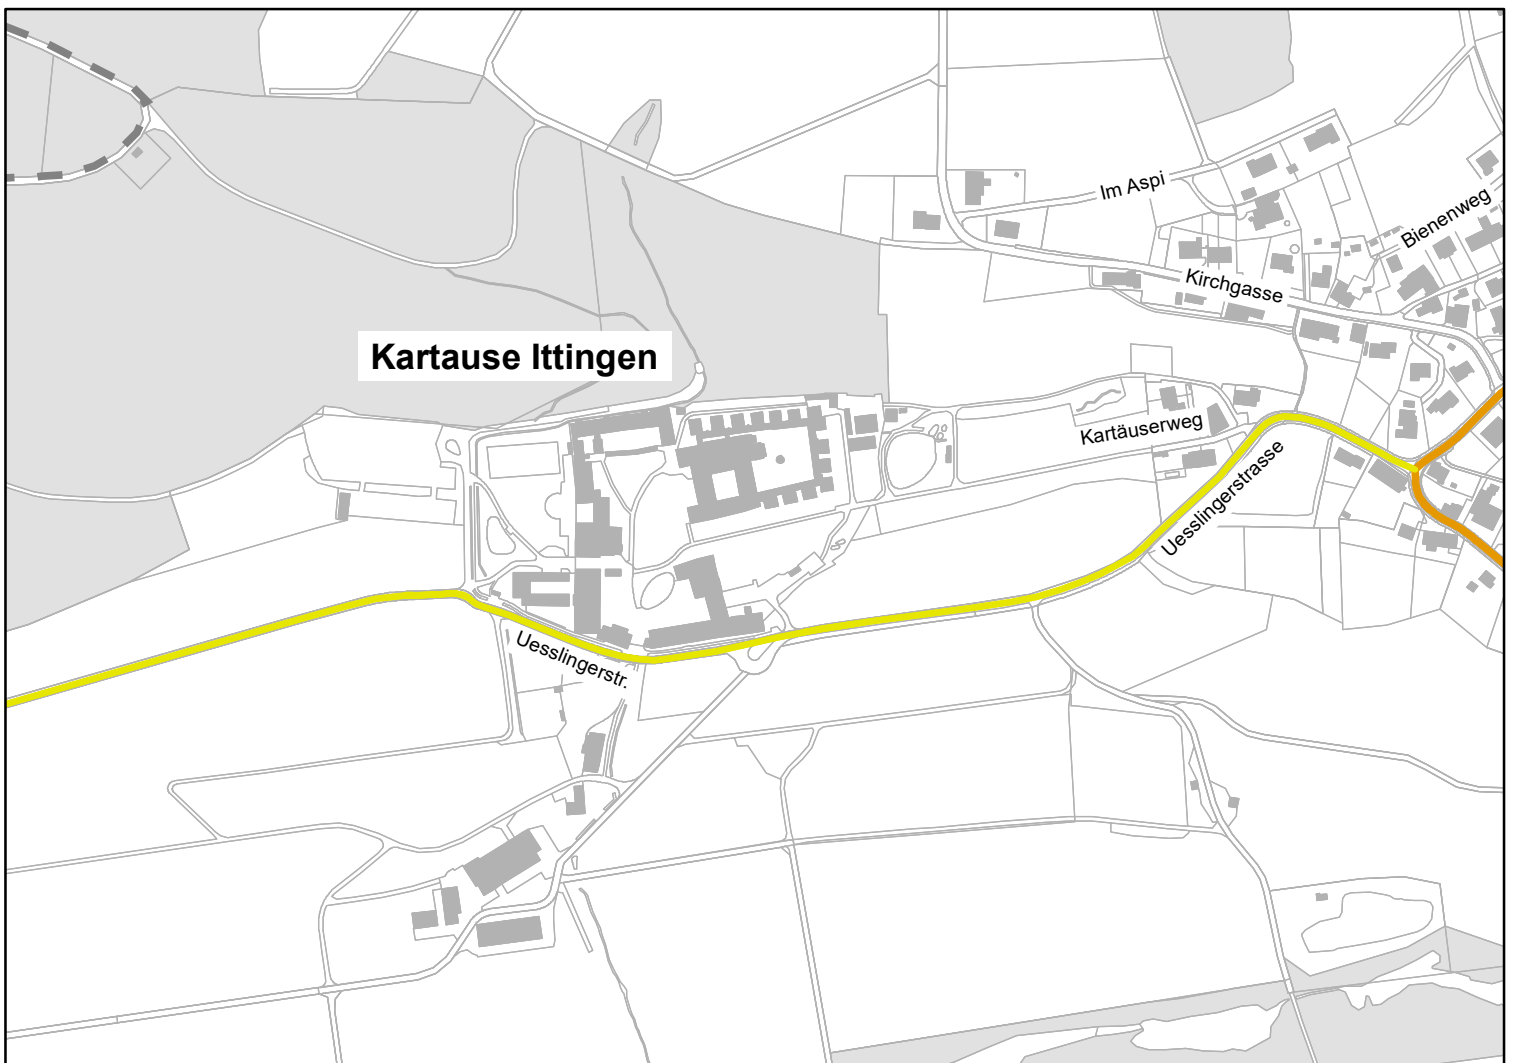 Im Aspi
Bienenweg
Kirchgasse
Kartause Ittingen
Kartäuserweg
Uesslingerstrasse
Uesslingerstr.